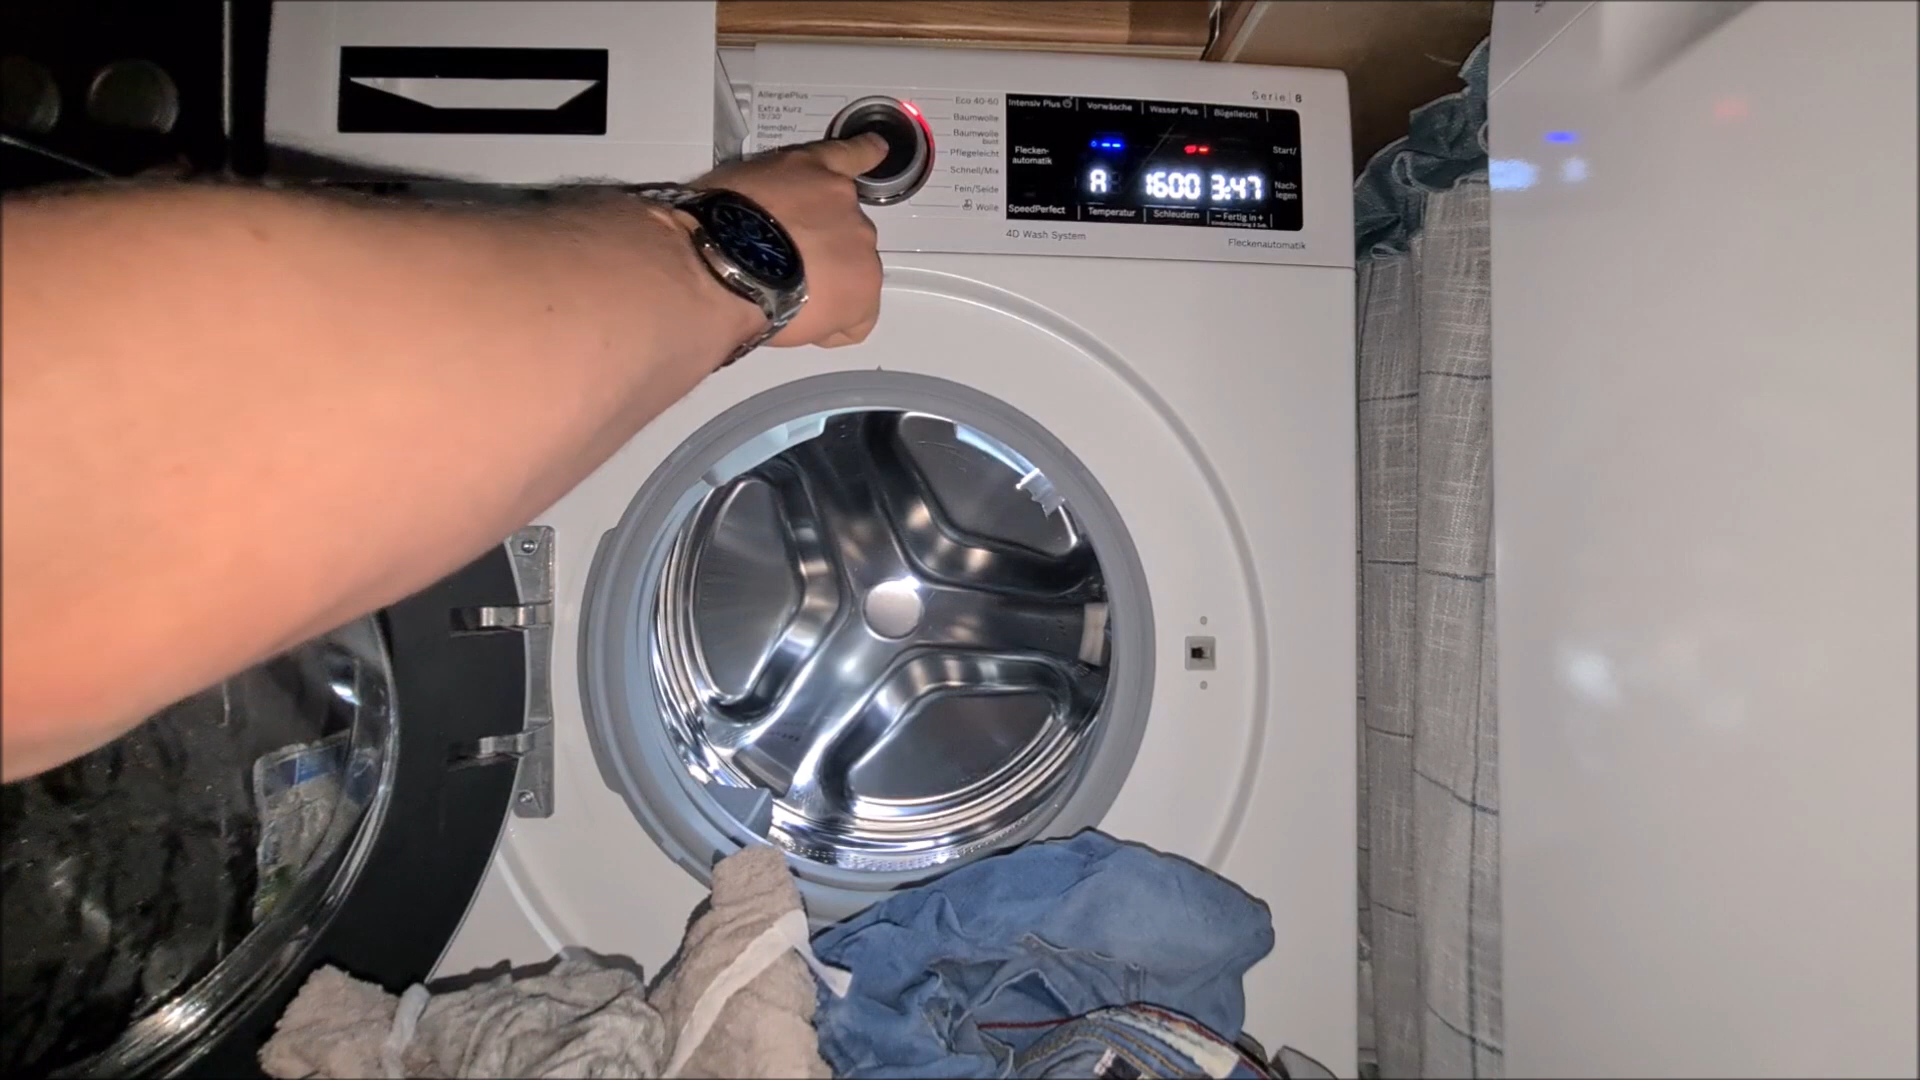 AllergiePlus
Extra Kurz
15'/30
Hemden/
Blusen
Eco 40-60
Baumwolle
Baumwolle
Pflegeleicht
Schnell/Mix
Fein/Seide
Wolle
Intensiv Plus
Vorwäsche
Wasser Plus
Bügelleicht
Serie 8
Flecken-
automatik
Start/
Nach-
legen
A 1600 3:47
SpeedPerfect
Temperatur
Schleudern
- Fertig in +
4D Wash System
Fleckenautomatik